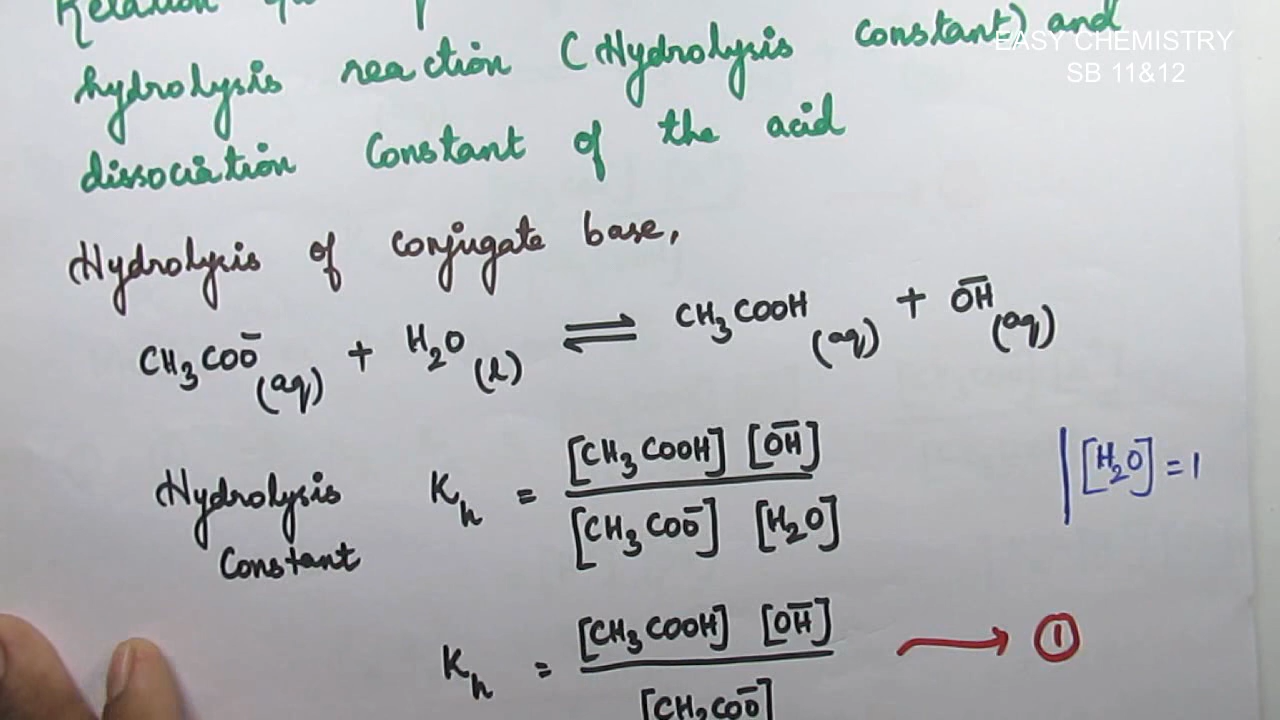 Relation
hydrolysis reaction (Hydrolysis constant) and
EASY CHEMISTRY
SB 11&12
dissociation Constant of the acid
Hydrolysis of conjugate base,
CH₃COO⁻(aq) + H₂O(l) ⇌ CH₃COOH(aq) + OH⁻(aq)
Hydrolysis Constant Kₕ = [CH₃COOH] [OH⁻] / [CH₃COO⁻] [H₂O] | [H₂O] = 1
Kₕ = [CH₃COOH] [OH⁻] / [CH₃COO⁻] → ①